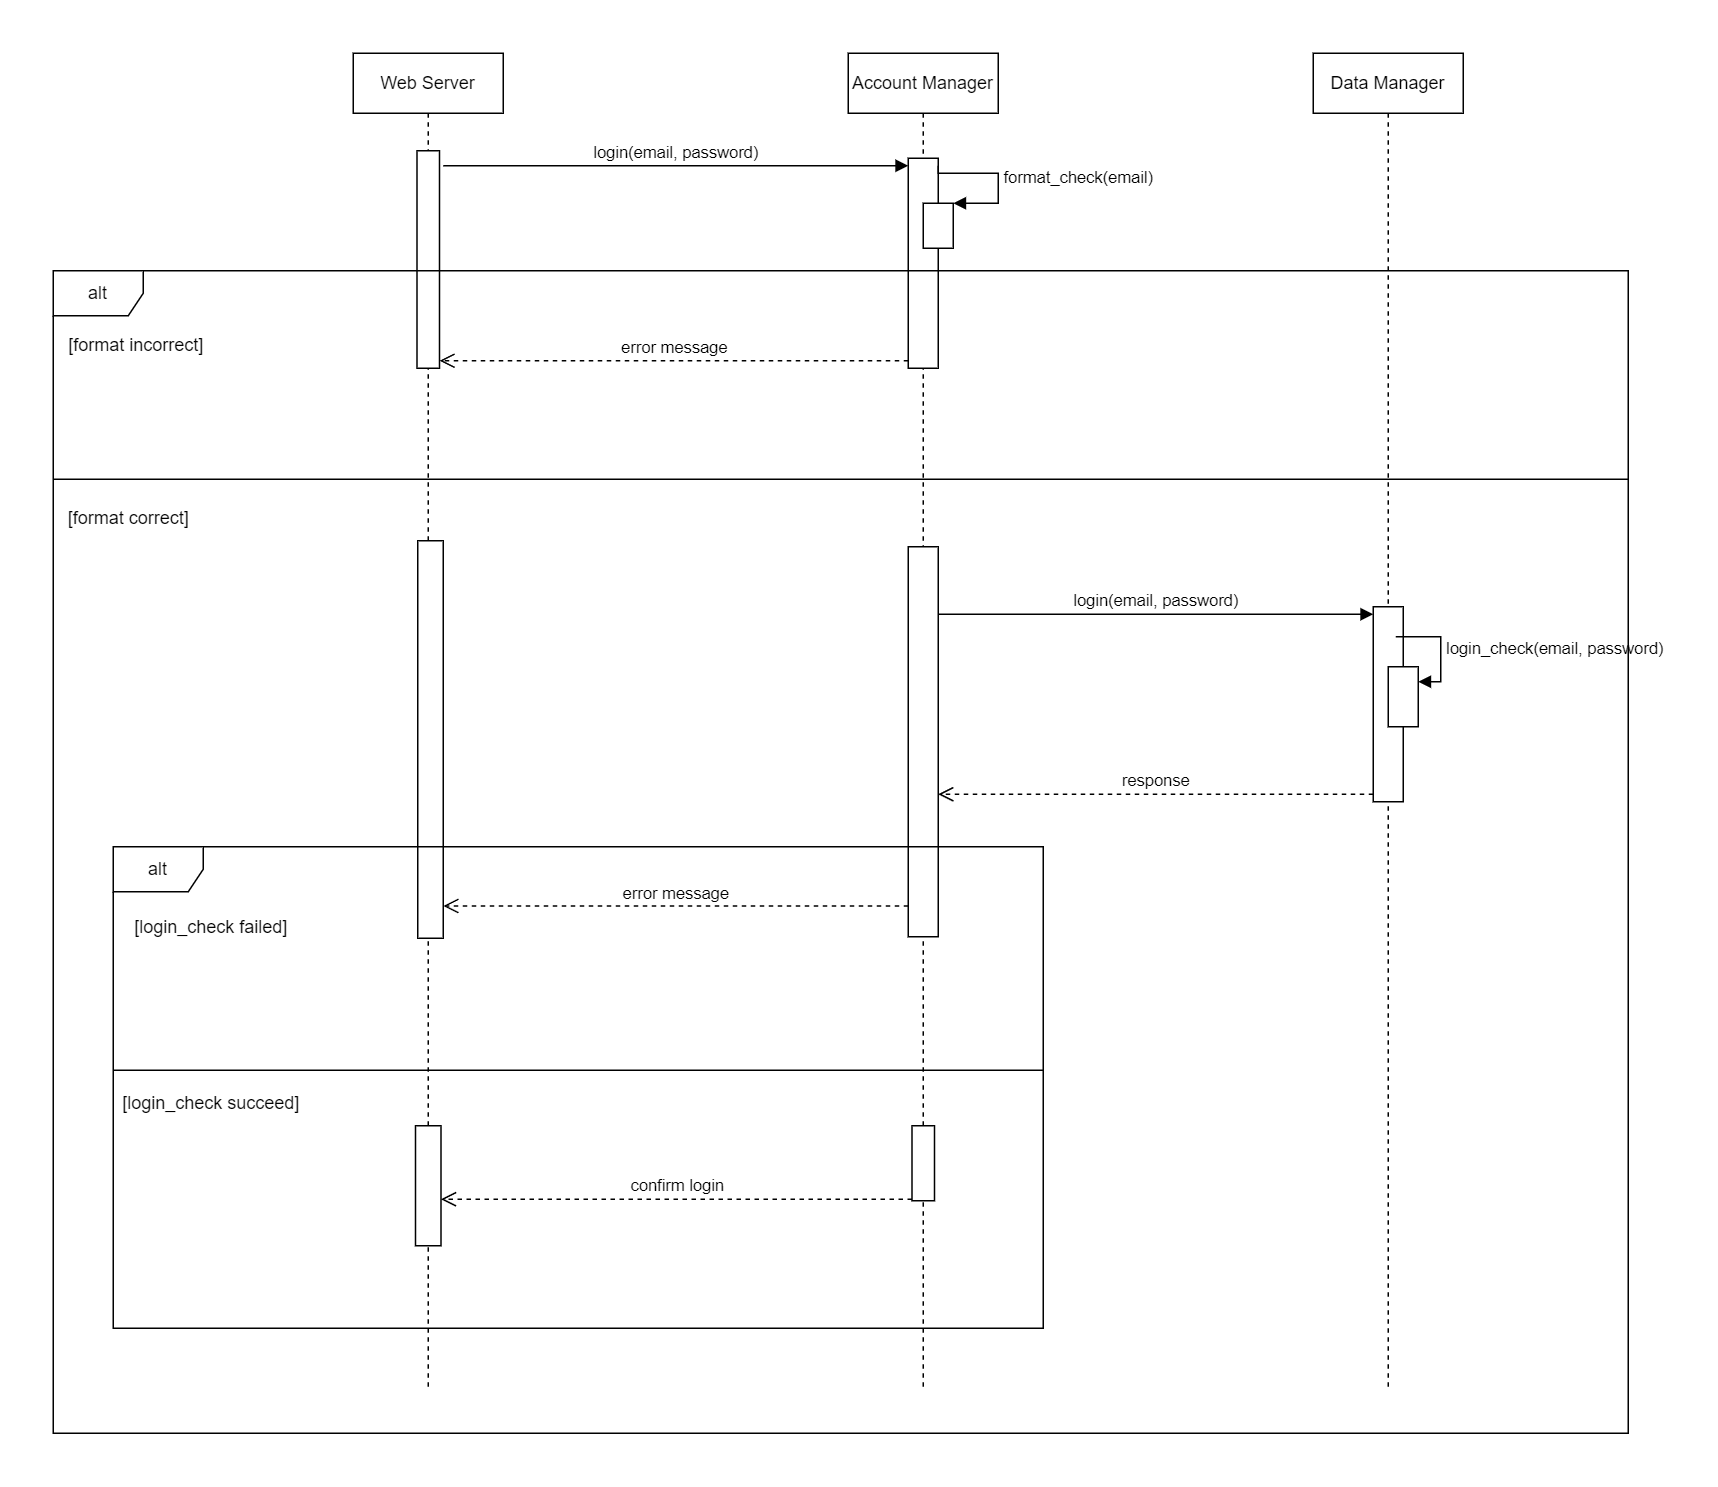 Web Server
Account Manager
Data Manager
login(email, password)
format_check(email)
alt
[format incorrect]
error message
[format correct]
login(email, password)
login_check(email, password)
response
alt
error message
[login_check failed]
[login_check succeed]
confirm login